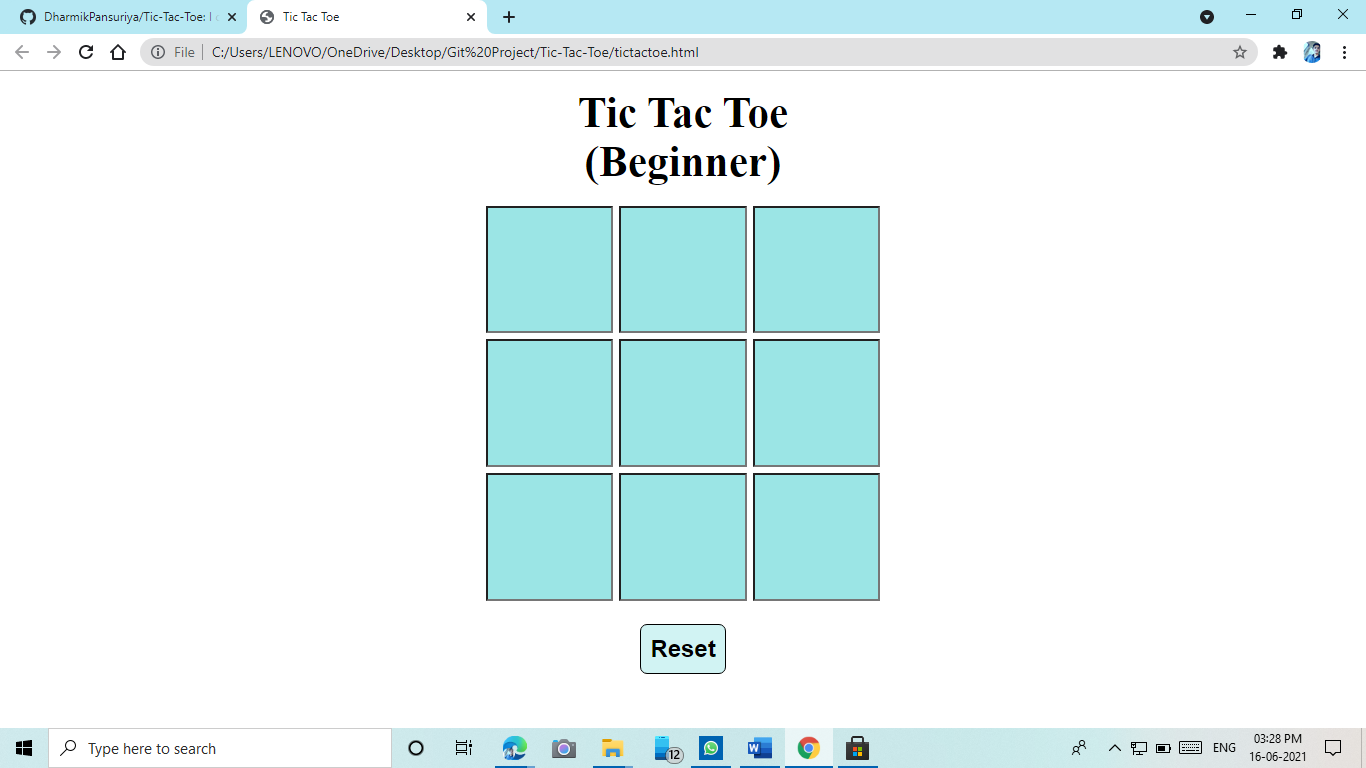 DharmikPansuriya/Tic-Tac-Toe: I
Tic Tac Toe
File
C:/Users/LENOVO/OneDrive/Desktop/Git%20Project/Tic-Tac-Toe/tictactoe.html
Tic Tac Toe
(Beginner)
Reset
Type here to search
12
ENG
03:28 PM
16-06-2021